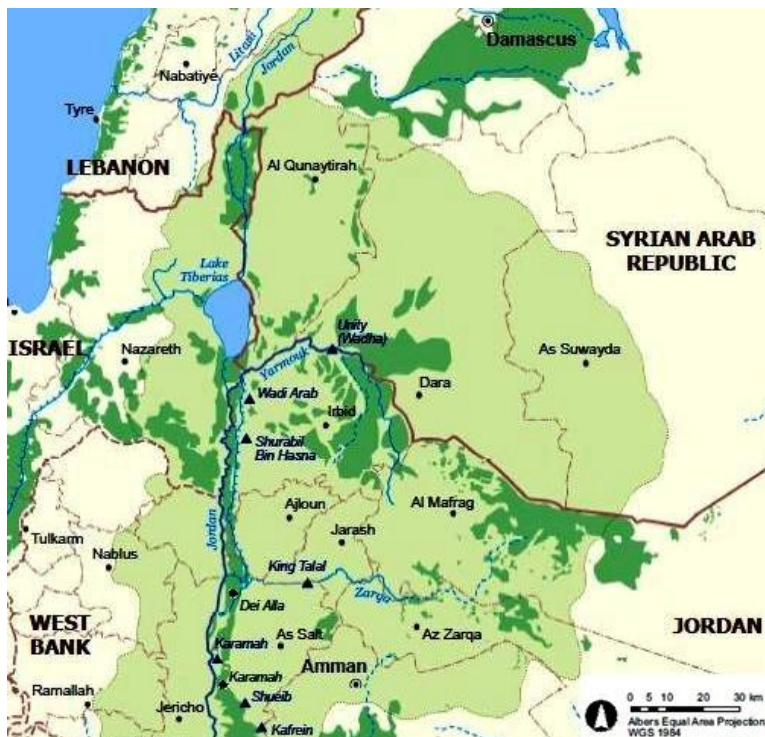 Damascus
Litani
Jordan
Nabatiye
Tyre
LEBANON
Al Qunaytirah
SYRIAN ARAB
REPUBLIC
Lake
Tiberias
ISRAEL
Nazareth
Unity
(Wadha)
Yarmouk
As Suwayda
Dara
Wadi Arab
Irbid
Shurabil
Bin Hasna
Ajloun
Al Mafrag
Jordan
Jarash
Tulkarm
Nablus
King Talal
Zarqa
Dei Alla
WEST
BANK
Karamah
As Salt
Az Zarqa
JORDAN
Karamah
Amman
Ramallah
Jericho
Shueib
Kafrein
0 5 10 20 30 km
Albers Equal Area Projection
WGS 1984